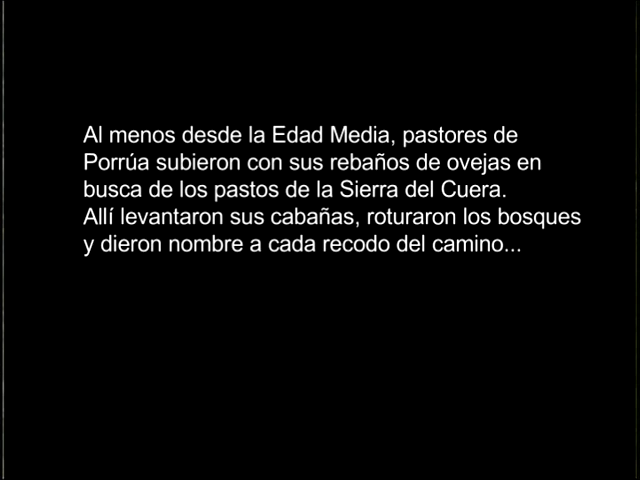 Al menos desde la Edad Media, pastores de
Porrúa subieron con sus rebaños de ovejas en
busca de los pastos de la Sierra del Cuera.
Allí levantaron sus cabañas, roturaron los bosques
y dieron nombre a cada recodo del camino...